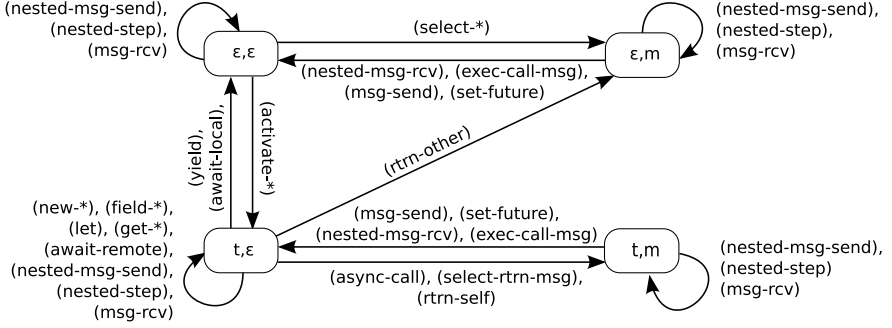 (nested-msg-send),
(nested-step),
(msg-rcv)
ε,ε
(select-*)
ε,m
(nested-msg-send),
(nested-step),
(msg-rcv)
(nested-msg-rcv), (exec-call-msg),
(msg-send), (set-future)
(yield),
(await-local),
(activate-*)
(rtrn-other)
(new-*), (field-*),
(let), (get-*),
(await-remote),
(nested-msg-send),
(nested-step),
(msg-rcv)
t,ε
(msg-send), (set-future),
(nested-msg-rcv), (exec-call-msg)
(async-call), (select-rtrn-msg),
(rtrn-self)
t,m
(nested-msg-send),
(nested-step)
(msg-rcv)